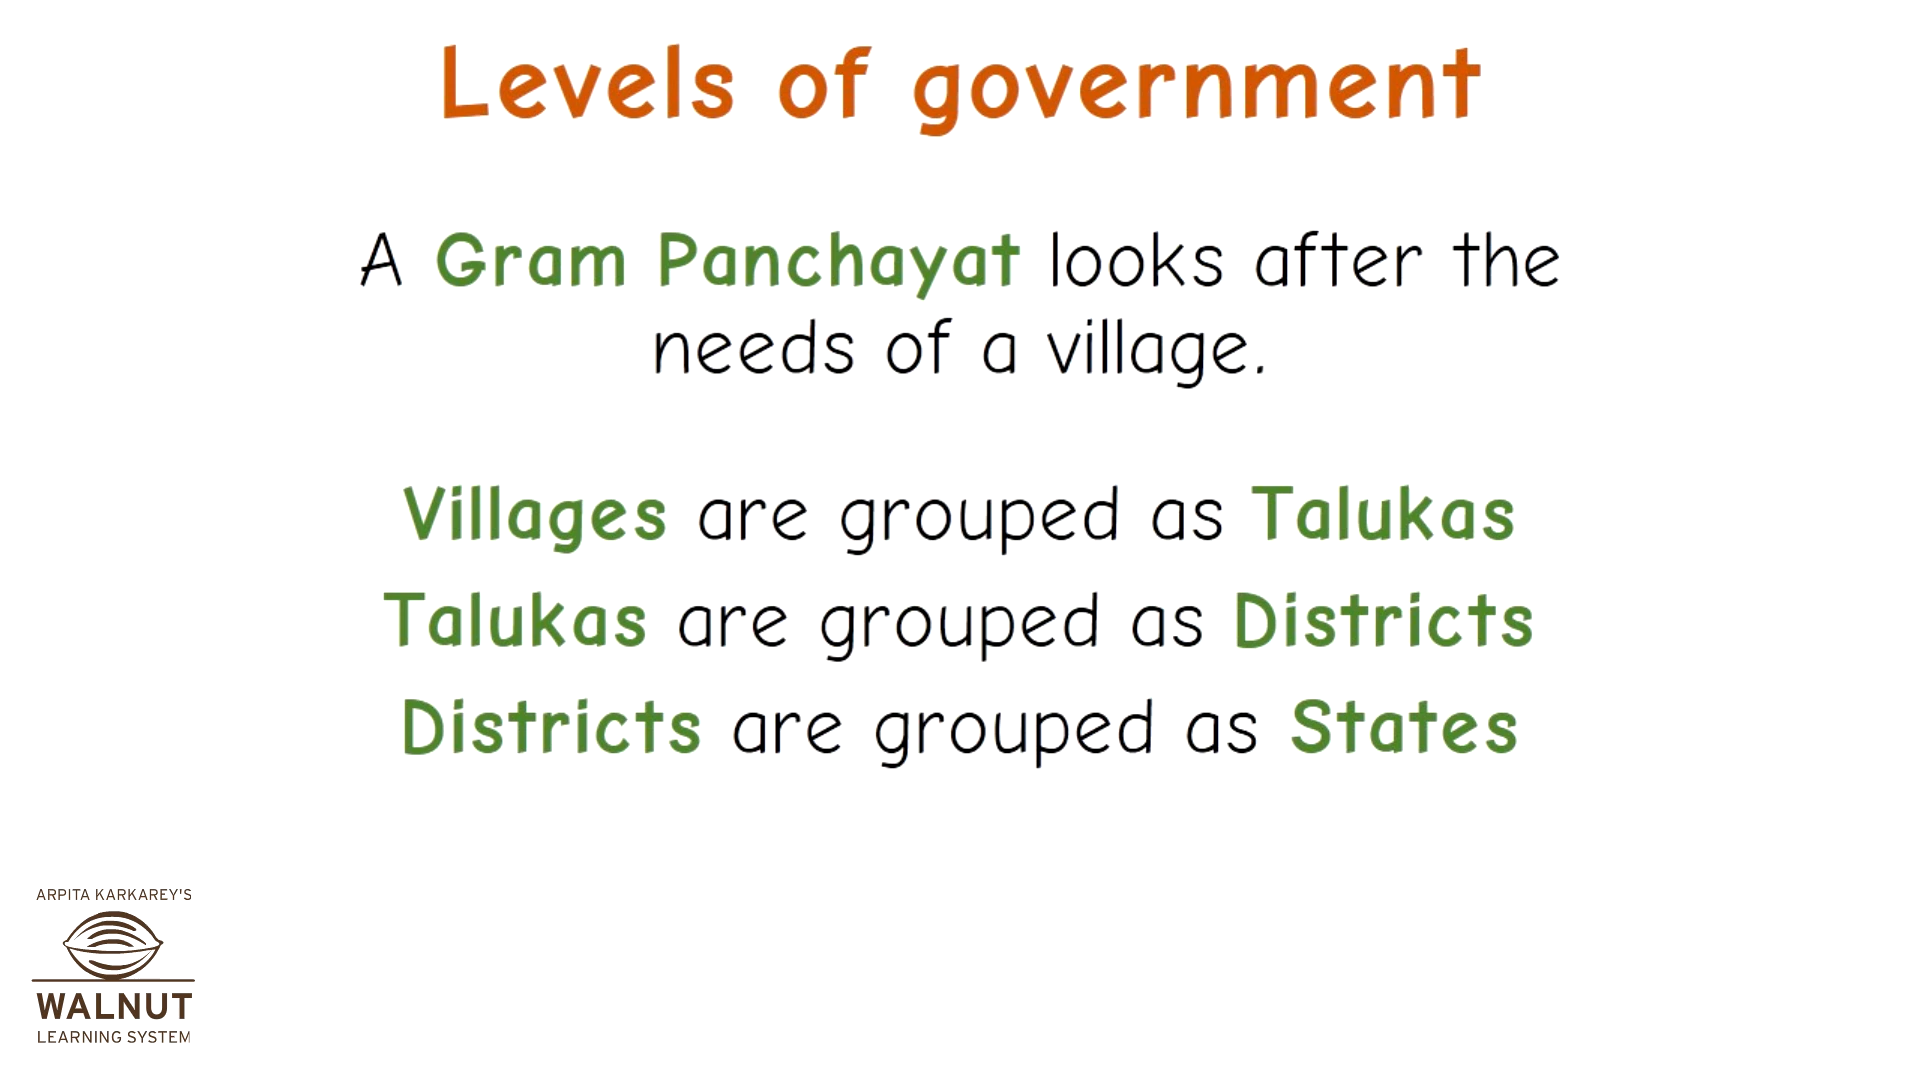 Levels of government
A Gram Panchayat looks after the
needs of a village.
Villages are grouped as Talukas
Talukas are grouped as Districts
Districts are grouped as States
ARPITA KARKAREY'S
WALNUT
LEARNING SYSTEM